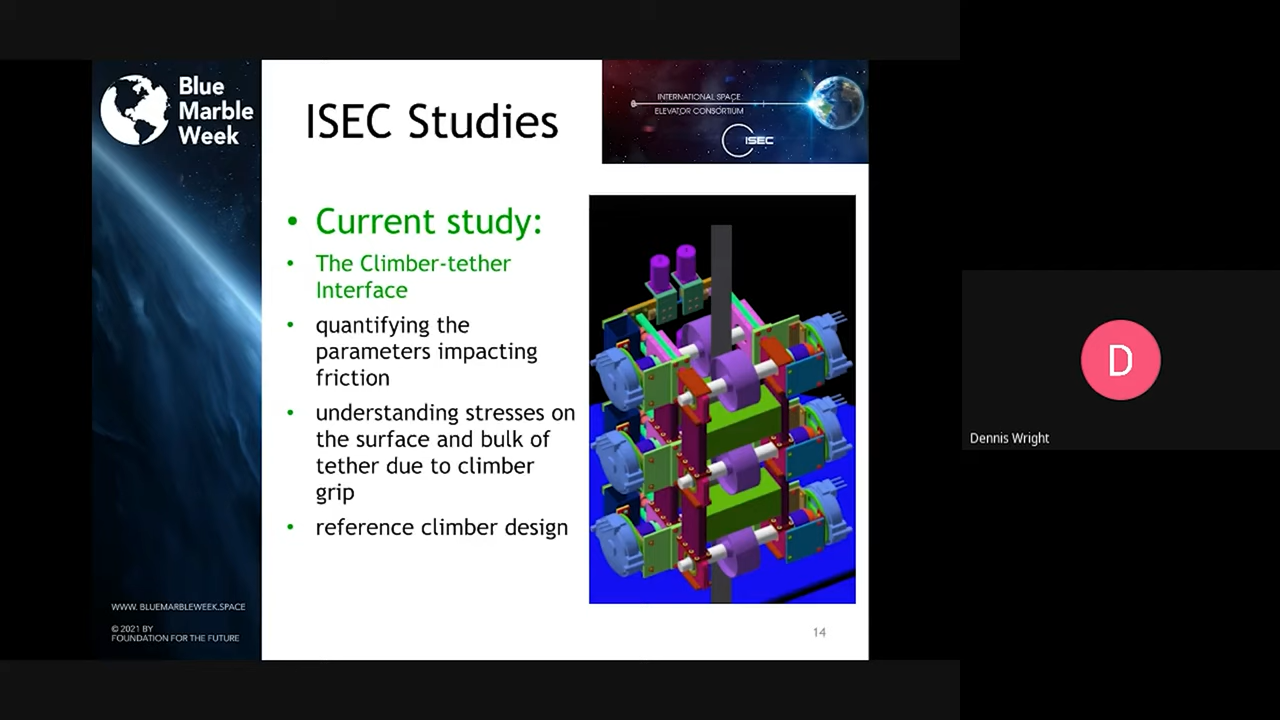 Blue
Marble
Week
ISEC Studies
INTERNATIONAL SPACE
ELEVATOR CONSORTIUM
ISEC
• Current study:
• The Climber-tether
Interface
• quantifying the
parameters impacting
friction
• understanding stresses on
the surface and bulk of
tether due to climber
grip
• reference climber design
WWW. BLUEMARBLEWEEK.SPACE
© 2021 BY
FOUNDATION FOR THE FUTURE
14
D
Dennis Wright